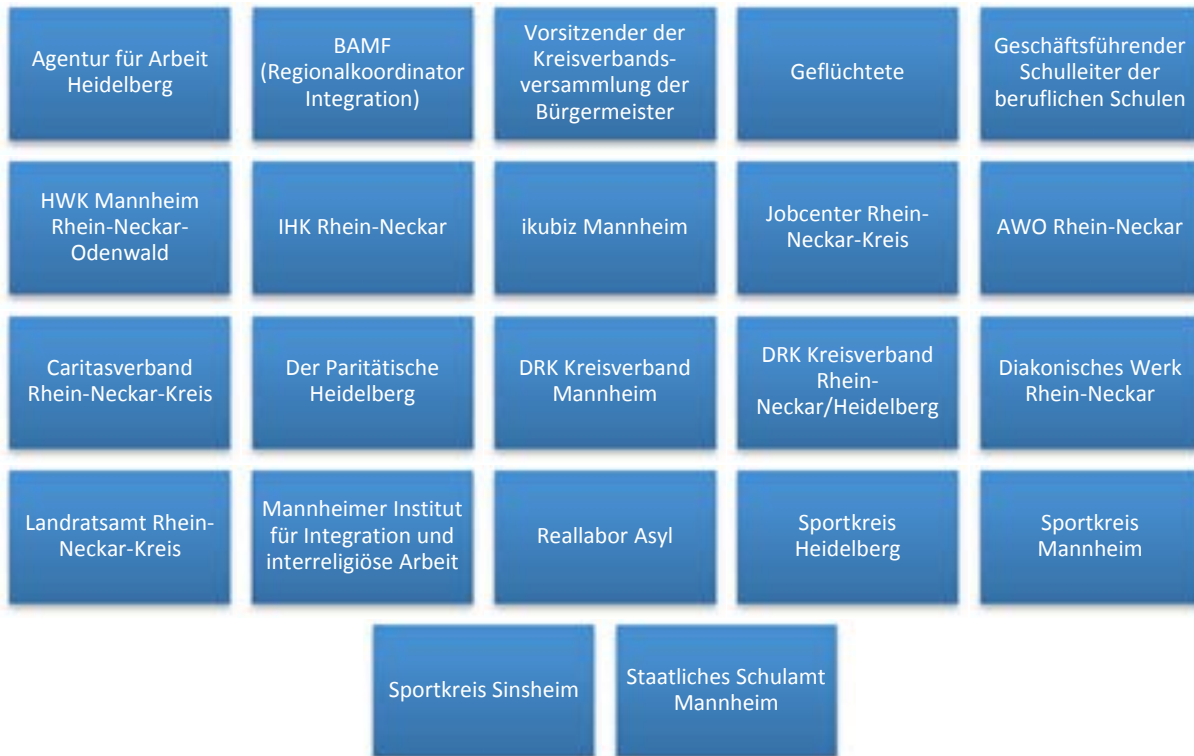 Agentur für Arbeit
Heidelberg
BAMF
(Regionalkoordinator
Integration)
Vorsitzender der
Kreisverbands-
versammlung der
Bürgermeister
Geflüchtete
Geschäftsführender
Schulleiter der
beruflichen Schulen
HWK Mannheim
Rhein-Neckar-
Odenwald
IHK Rhein-Neckar
ikubiz Mannheim
Jobcenter Rhein-
Neckar-Kreis
AWO Rhein-Neckar
Caritasverband
Rhein-Neckar-Kreis
Der Paritätische
Heidelberg
DRK Kreisverband
Mannheim
DRK Kreisverband
Rhein-
Neckar/Heidelberg
Diakonisches Werk
Rhein-Neckar
Landratsamt Rhein-
Neckar-Kreis
Mannheimer Institut
für Integration und
interreligiöse Arbeit
Reallabor Asyl
Sportkreis
Heidelberg
Sportkreis
Mannheim
Sportkreis Sinsheim
Staatliches Schulamt
Mannheim